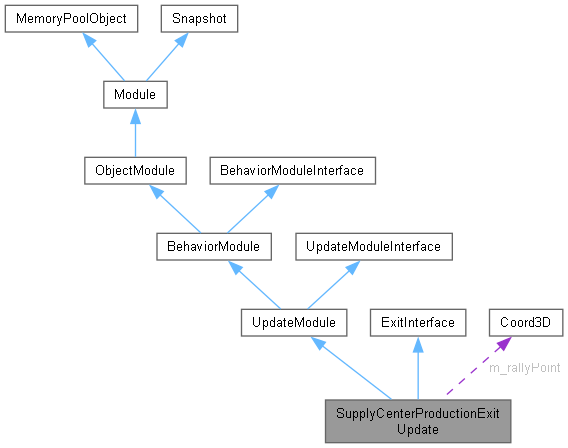 MemoryPoolObject
Snapshot
Module
ObjectModule
BehaviorModuleInterface
BehaviorModule
UpdateModuleInterface
UpdateModule
ExitInterface
Coord3D
m_rallyPoint
SupplyCenterProductionExit
Update